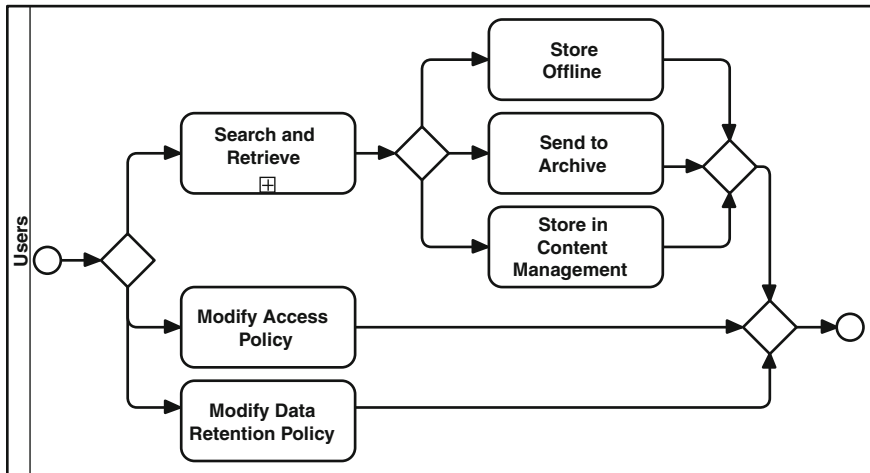 Users
Search and
Retrieve
Store
Offline
Send to
Archive
Store in
Content
Management
Modify Access
Policy
Modify Data
Retention Policy